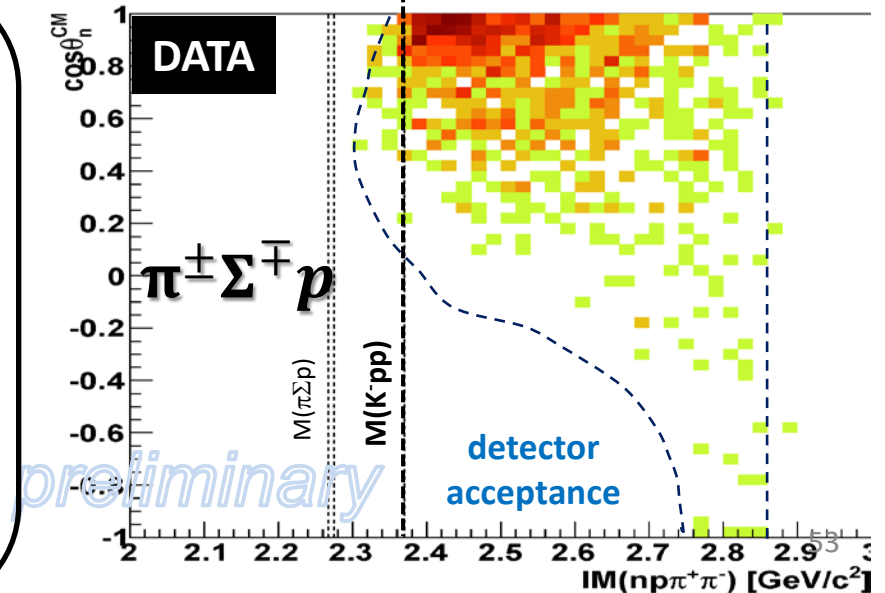 DATA
cosθₙᶜᴹ
1
0.8
0.6
0.4
0.2
0
-0.2
-0.4
-0.6
-0.8
-1
π±Σ∓p
M(πΣp)
M(K⁻pp)
detector
acceptance
preliminary
2 2.1 2.2 2.3 2.4 2.5 2.6 2.7 2.8 2.9 3
53
IM(npπ⁺π⁻) [GeV/c²]